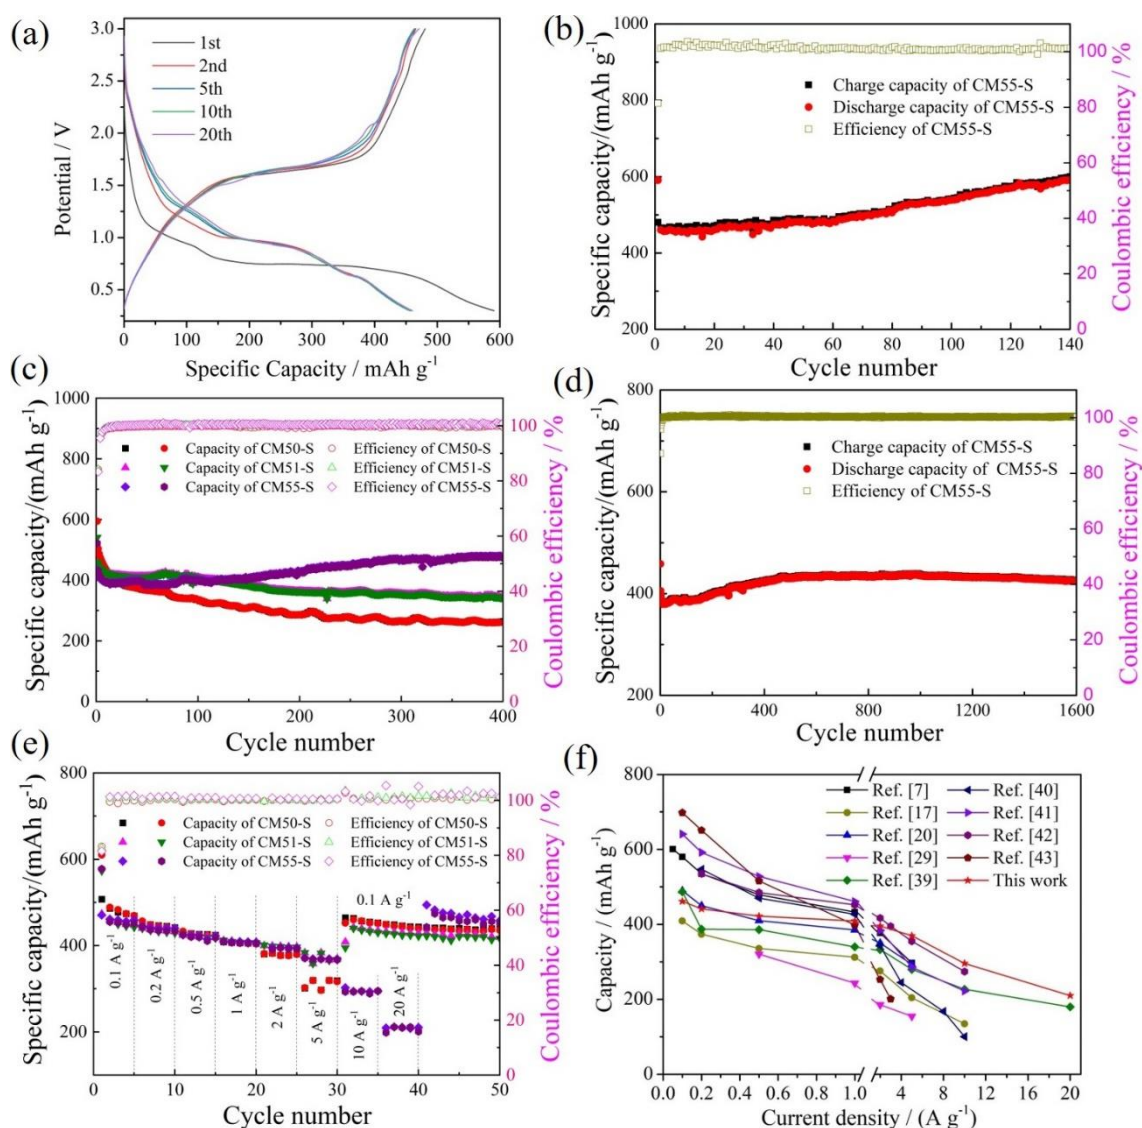 (a)
3.0
2.5
2.0
1.5
1.0
0.5
Potential / V
1st
2nd
5th
10th
20th
0 100 200 300 400 500 600
Specific Capacity / mAh g-1
(b)
1000
800
600
400
200
Specific capacity/(mAh g-1)
Charge capacity of CM55-S
Discharge capacity of CM55-S
Efficiency of CM55-S
100
80
60
40
20
0
Coulombic efficiency / %
0 20 40 60 80 100 120 140
Cycle number
(c)
1000
800
600
400
200
0
Specific capacity/(mAh g-1)
Capacity of CM50-S Efficiency of CM50-S
Capacity of CM51-S Efficiency of CM51-S
Capacity of CM55-S Efficiency of CM55-S
100
80
60
40
20
0
Coulombic efficiency / %
0 100 200 300 400
Cycle number
(d)
800
600
400
200
Specific capacity/(mAh g-1)
Charge capacity of CM55-S
Discharge capacity of CM55-S
Efficiency of CM55-S
100
80
60
40
20
0
Coulombic efficiency / %
0 400 800 1200 1600
Cycle number
(e)
800
600
400
200
Specific capacity/(mAh g-1)
Capacity of CM50-S Efficiency of CM50-S
Capacity of CM51-S Efficiency of CM51-S
Capacity of CM55-S Efficiency of CM55-S
0.1 A g-1
0.1 A g-1
0.2 A g-1
0.5 A g-1
1 A g-1
2 A g-1
5 A g-1
10 A g-1
20 A g-1
100
80
60
40
20
0
Coulombic efficiency / %
0 10 20 30 40 50
Cycle number
(f)
800
600
400
200
0
Capacity / (mAh g-1)
Ref. [7] Ref. [40]
Ref. [17] Ref. [41]
Ref. [20] Ref. [42]
Ref. [29] Ref. [43]
Ref. [39] This work
0.0 0.2 0.4 0.6 0.8 1.0 4 8 12 16 20
Current density / (A g-1)